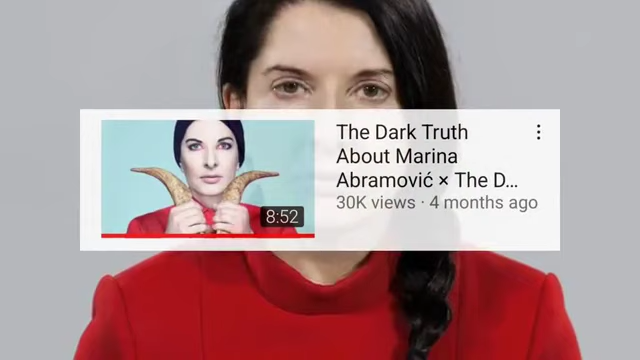 The Dark Truth
About Marina
Abramović × The D...
30K views · 4 months ago
8:52